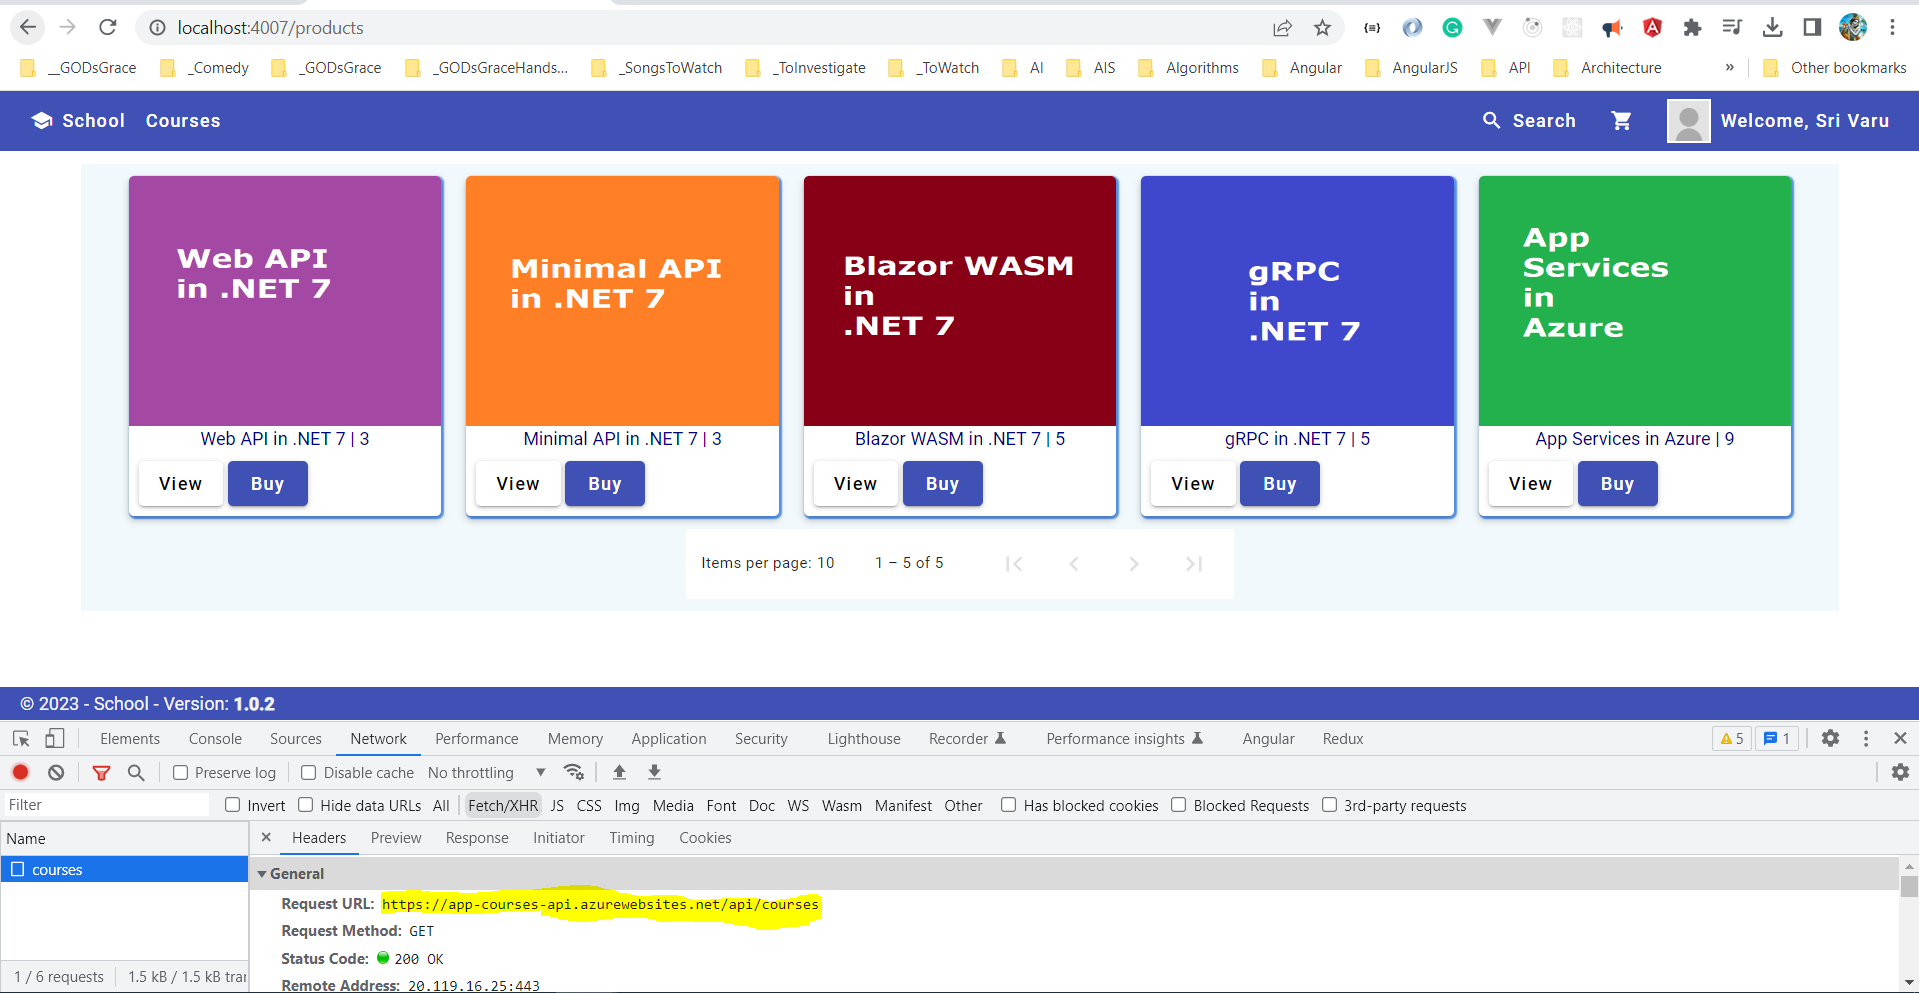 localhost:4007/products
__GODsGrace _Comedy _GODsGrace _GODsGraceHands... _SongsToWatch _ToInvestigate _ToWatch AI AIS Algorithms Angular AngularJS API Architecture » Other bookmarks
School Courses Search Welcome, Sri Varu
Web API
in .NET 7
Minimal API
in .NET 7
Blazor WASM
in
.NET 7
gRPC
in
.NET 7
App
Services
in
Azure
Web API in .NET 7 | 3 Minimal API in .NET 7 | 3 Blazor WASM in .NET 7 | 5 gRPC in .NET 7 | 5 App Services in Azure | 9
View Buy View Buy View Buy View Buy View Buy
Items per page: 10 1 – 5 of 5
© 2023 - School - Version: 1.0.2
Elements Console Sources Network Performance Memory Application Security Lighthouse Recorder Performance insights Angular Redux 5 1
Preserve log Disable cache No throttling
Filter Invert Hide data URLs All Fetch/XHR JS CSS Img Media Font Doc WS Wasm Manifest Other Has blocked cookies Blocked Requests 3rd-party requests
Name Headers Preview Response Initiator Timing Cookies
courses General
Request URL: https://app-courses-api.azurewebsites.net/api/courses
Request Method: GET
Status Code: 200 OK
1 / 6 requests 1.5 kB / 1.5 kB trar
Remote Address: 20.119.16.25:443